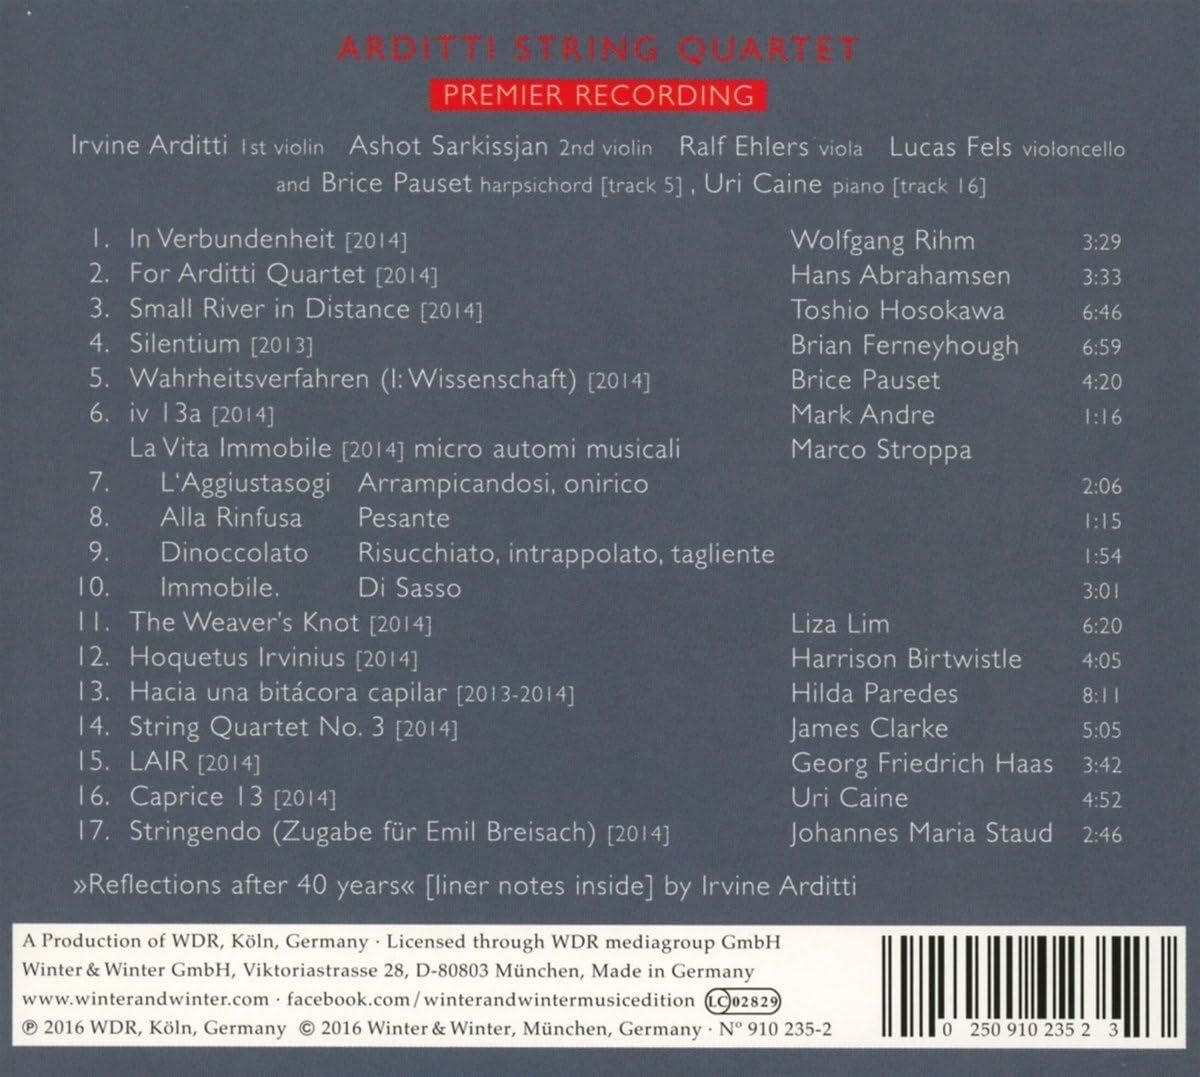 ARDITTI STRING QUARTET
PREMIER RECORDING
Irvine Arditti 1st violin Ashot Sarkissjan 2nd violin Ralf Ehlers viola Lucas Fels violoncello
and Brice Pauset harpsichord [track 5], Uri Caine piano [track 16]
1. In Verbundenheit [2014] Wolfgang Rihm 3:29
2. For Arditti Quartet [2014] Hans Abrahamsen 3:33
3. Small River in Distance [2014] Toshio Hosokawa 6:46
4. Silentium [2013] Brian Ferneyhough 6:59
5. Wahrheitsverfahren (I: Wissenschaft) [2014] Brice Pauset 4:20
6. iv 13a [2014] Mark Andre 1:16
La Vita Immobile [2014] micro automi musicali Marco Stroppa
7. L'Aggiustasogi Arrampicandosi, onirico 2:06
8. Alla Rinfusa Pesante 1:15
9. Dinoccolato Risucchiato, intrappolato, tagliente 1:54
10. Immobile. Di Sasso 3:01
11. The Weaver's Knot [2014] Liza Lim 6:20
12. Hoquetus Irvinius [2014] Harrison Birtwistle 4:05
13. Hacia una bitácora capilar [2013-2014] Hilda Paredes 8:11
14. String Quartet No. 3 [2014] James Clarke 5:05
15. LAIR [2014] Georg Friedrich Haas 3:42
16. Caprice 13 [2014] Uri Caine 4:52
17. Stringendo (Zugabe für Emil Breisach) [2014] Johannes Maria Staud 2:46
»Reflections after 40 years« [liner notes inside] by Irvine Arditti
A Production of WDR, Köln, Germany · Licensed through WDR mediagroup GmbH
Winter & Winter GmbH, Viktoriastrasse 28, D-80803 München, Made in Germany
www.winterandwinter.com · facebook.com/winterandwintermusicedition LC 02829
℗ 2016 WDR, Köln, Germany © 2016 Winter & Winter, München, Germany · Nº 910 235-2
0 250910 235 2 3